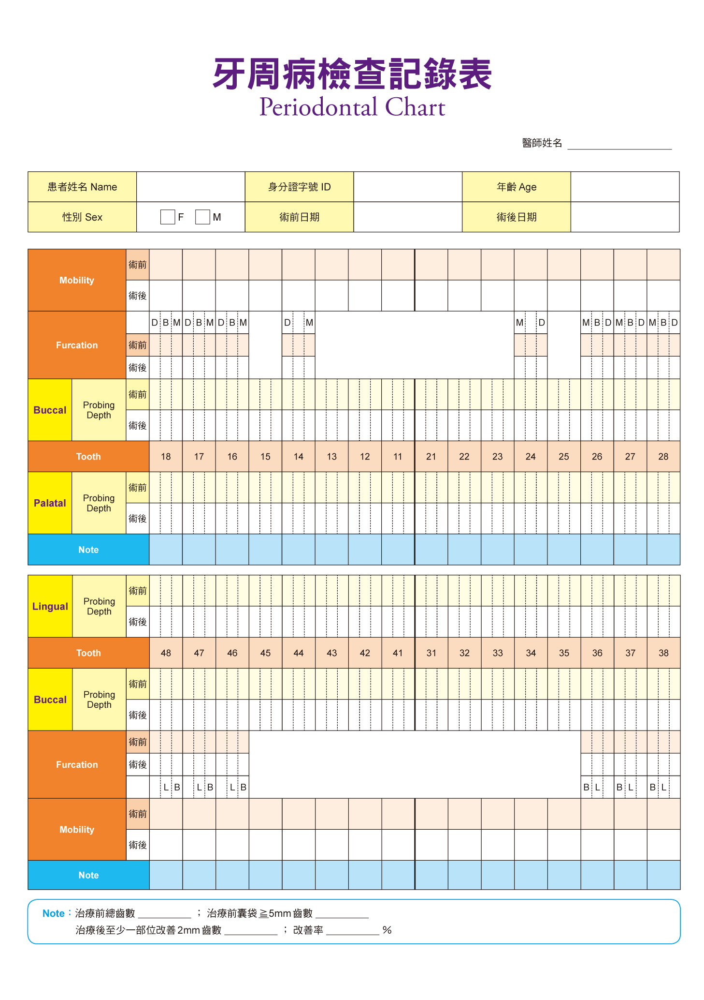 牙周病檢查記錄表
Periodontal Chart
醫師姓名
患者姓名 Name 身分證字號 ID 年齡 Age
性別 Sex F M 術前日期 術後日期
Mobility 術前
術後
Furcation D B M D B M D B M D M M D M B D M B D M B D
術前
術後
Buccal Probing Depth 術前
術後
Tooth 18 17 16 15 14 13 12 11 21 22 23 24 25 26 27 28
Palatal Probing Depth 術前
術後
Note
Lingual Probing Depth 術前
術後
Tooth 48 47 46 45 44 43 42 41 31 32 33 34 35 36 37 38
Buccal Probing Depth 術前
術後
Furcation 術前
術後
L B L B L B B L B L B L
Mobility 術前
術後
Note
Note：治療前總齒數 ；治療前囊袋≧5mm齒數
治療後至少一部位改善2mm齒數 ；改善率 %